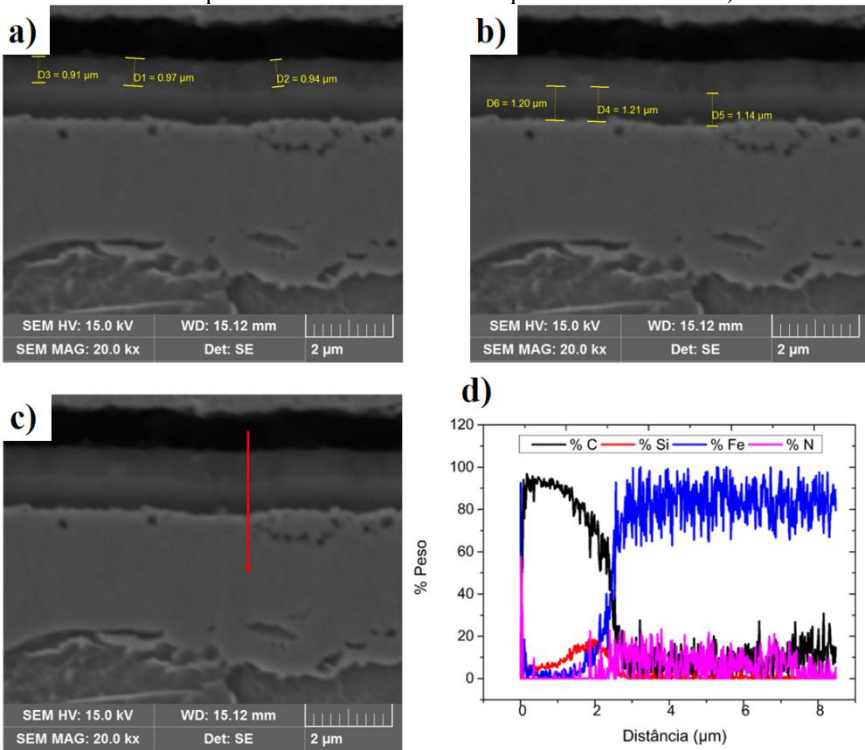 a)
D3 = 0.91 µm
D1 = 0.97 µm
D2 = 0.94 µm
SEM HV: 15.0 kV
WD: 15.12 mm
SEM MAG: 20.0 kx
Det: SE
2 µm
b)
D6 = 1.20 µm
D4 = 1.21 µm
D5 = 1.14 µm
SEM HV: 15.0 kV
WD: 15.12 mm
SEM MAG: 20.0 kx
Det: SE
2 µm
c)
SEM HV: 15.0 kV
WD: 15.12 mm
SEM MAG: 20.0 kx
Det: SE
2 µm
d)
% C
% Si
% Fe
% N
120
100
80
60
40
20
0
% Peso
0
2
4
6
8
Distância (µm)